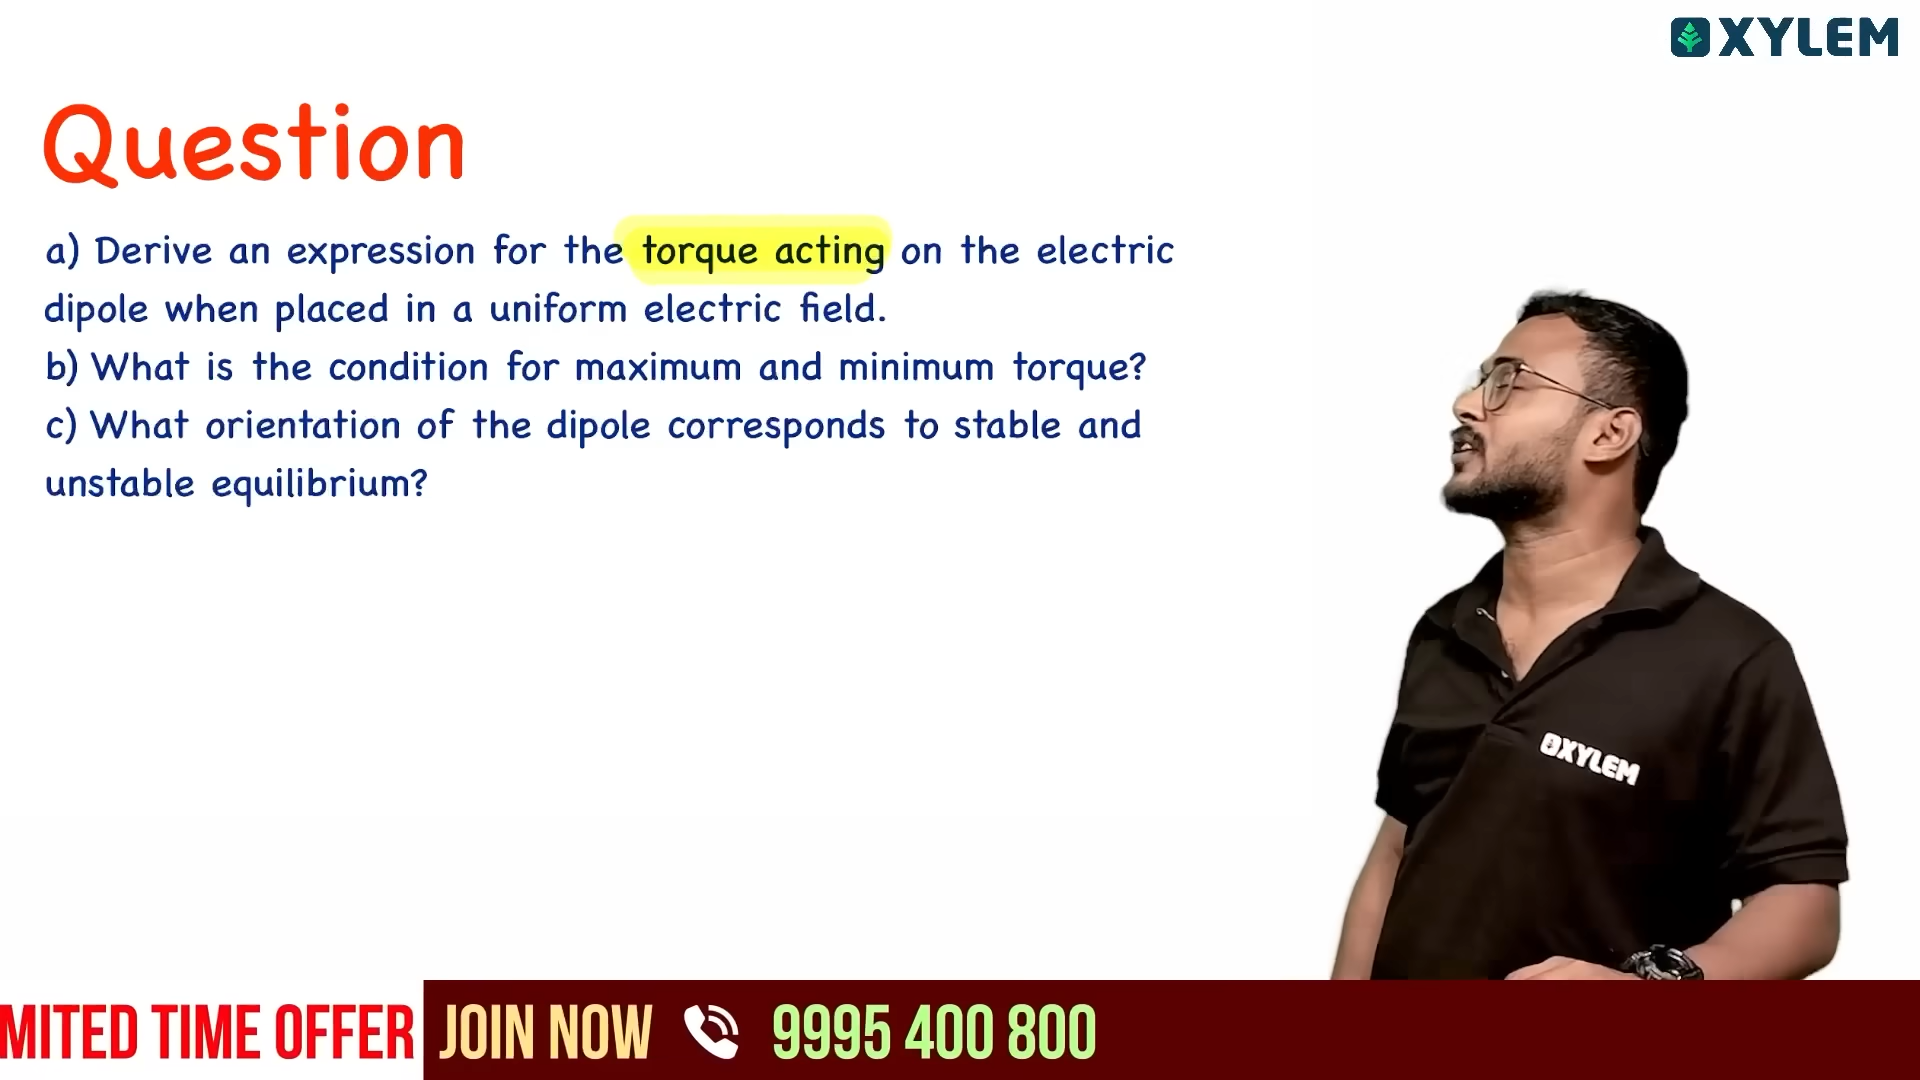 XYLEM
Question
a) Derive an expression for the torque acting on the electric
dipole when placed in a uniform electric field.
b) What is the condition for maximum and minimum torque?
c) What orientation of the dipole corresponds to stable and
unstable equilibrium?
XYLEM
MITED TIME OFFER JOIN NOW 9995 400 800